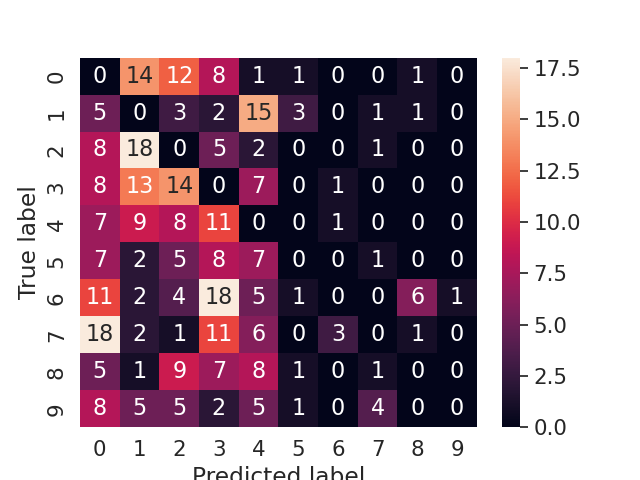 0 0 14 12 8 1 1 0 0 1 0
1 5 0 3 2 15 3 0 1 1 0
2 8 18 0 5 2 0 0 1 0 0
3 8 13 14 0 7 0 1 0 0 0
4 7 9 8 11 0 0 1 0 0 0
5 7 2 5 8 7 0 0 1 0 0
6 11 2 4 18 5 1 0 0 6 1
7 18 2 1 11 6 0 3 0 1 0
8 5 1 9 7 8 1 0 1 0 0
9 8 5 5 2 5 1 0 4 0 0
0 1 2 3 4 5 6 7 8 9
True label
Predicted label
17.5
15.0
12.5
10.0
7.5
5.0
2.5
0.0